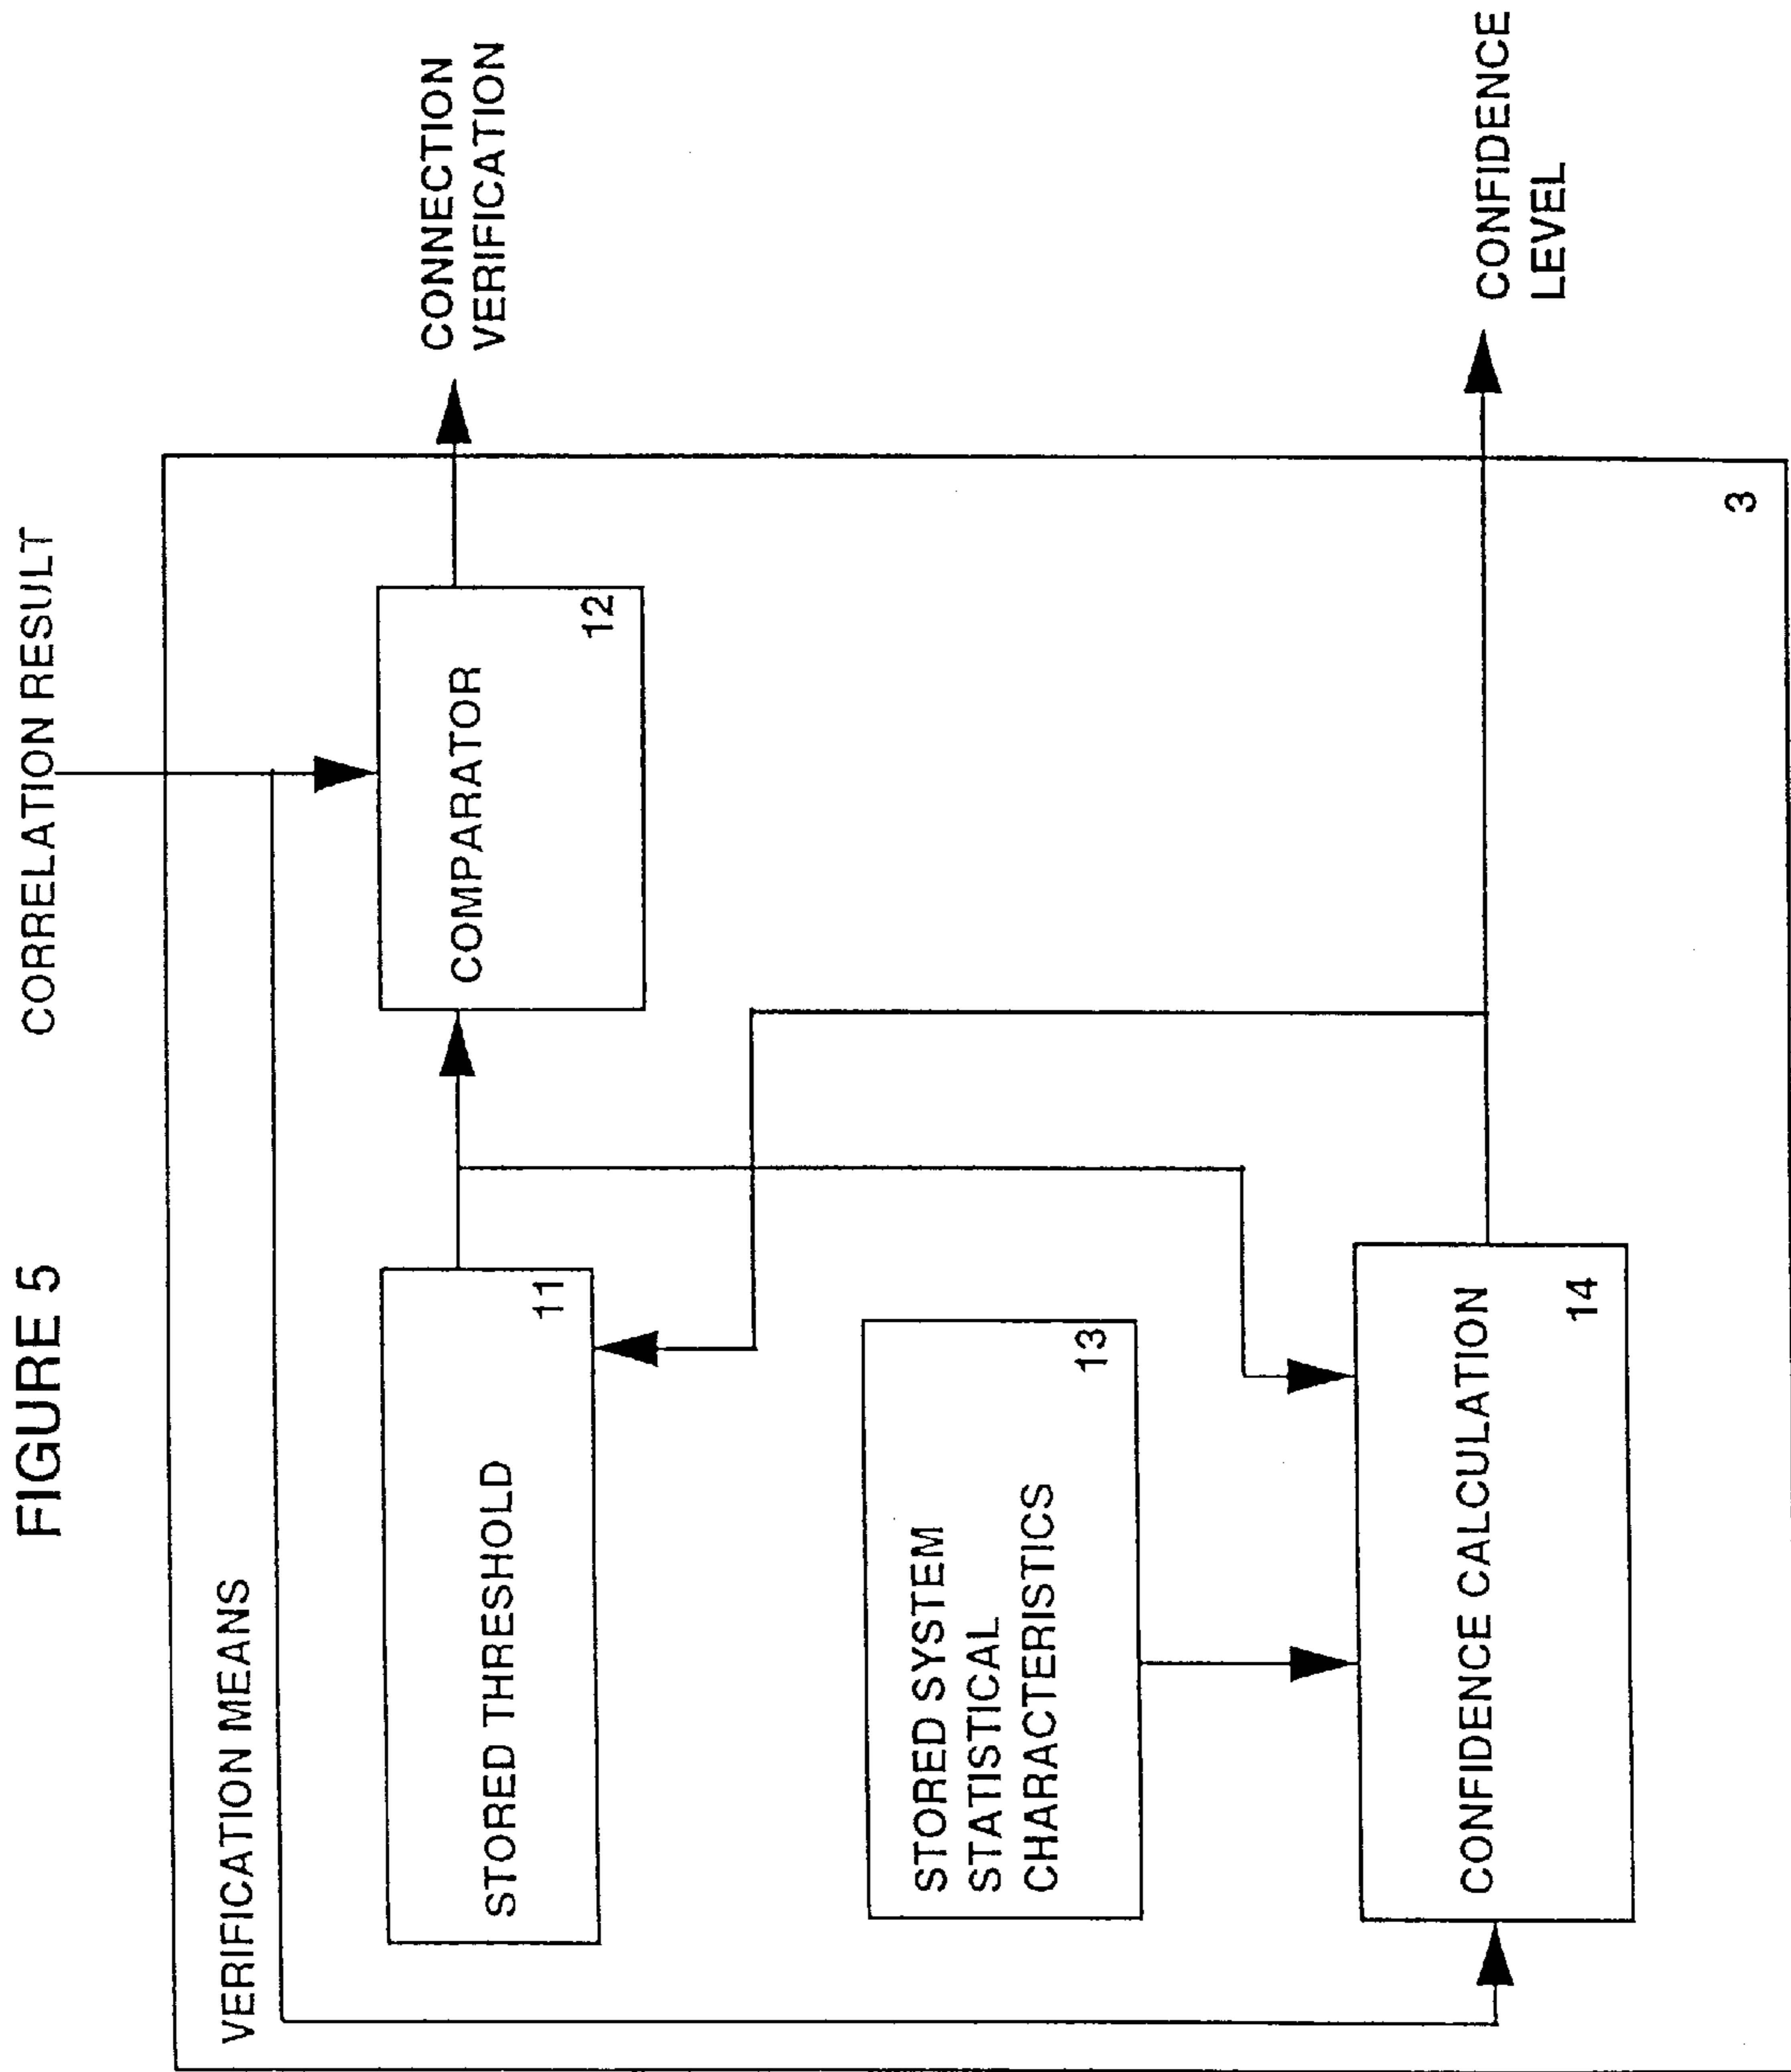 FIGURE 5
CORRELATION RESULT
VERIFICATION MEANS
STORED THRESHOLD
11
COMPARATOR
12
CONNECTION
VERIFICATION
STORED SYSTEM
STATISTICAL
CHARACTERISTICS
13
CONFIDENCE CALCULATION
14
CONFIDENCE
LEVEL
3